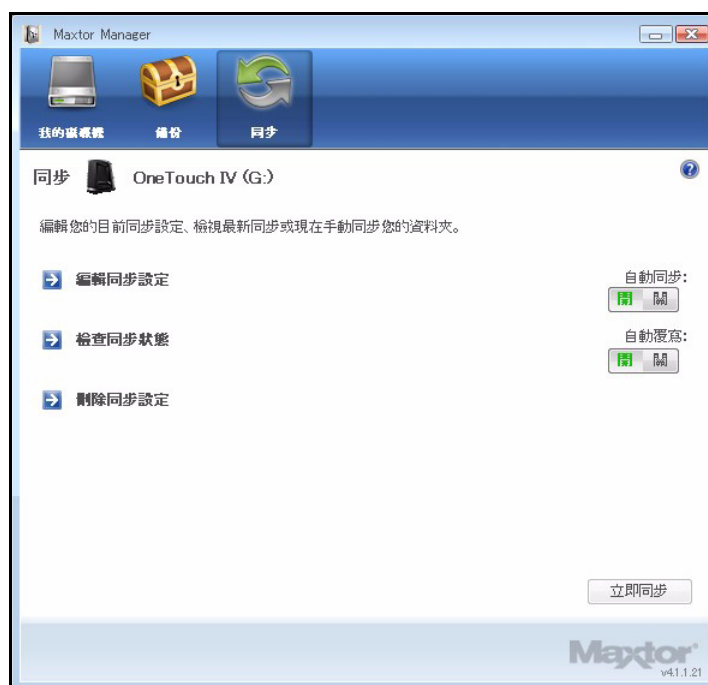 Maxtor Manager
我的磁碟機
備份
同步
同步 OneTouch IV (G:)
編輯您的目前同步設定、檢視最新同步或現在手動同步您的資料夾。
編輯同步設定
自動同步:
開 關
檢查同步狀態
自動覆寫:
開 關
刪除同步設定
立即同步
Maxtor
v4.1.1.21